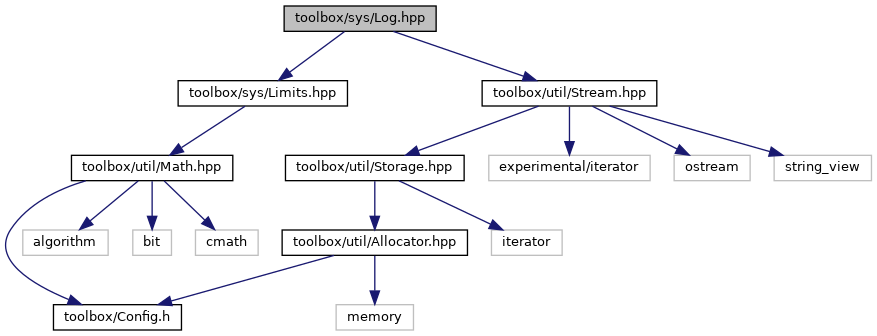 toolbox/sys/Log.hpp
toolbox/sys/Limits.hpp
toolbox/util/Stream.hpp
toolbox/util/Math.hpp
toolbox/util/Storage.hpp
experimental/iterator
ostream
string_view
algorithm
bit
cmath
toolbox/util/Allocator.hpp
iterator
toolbox/Config.h
memory